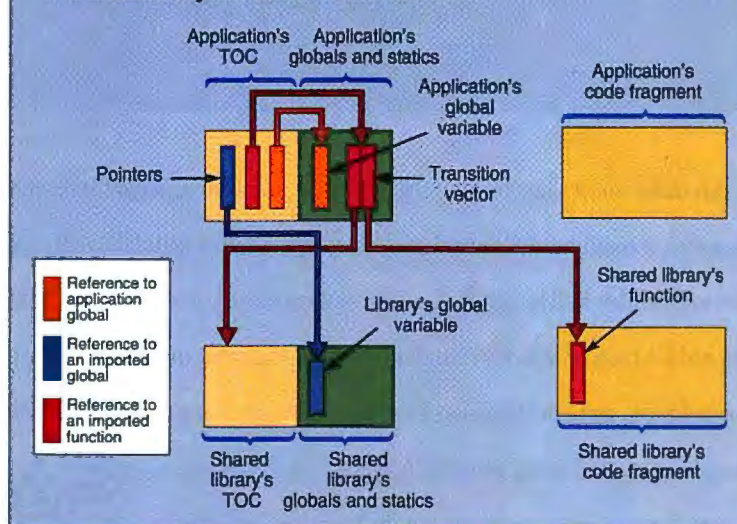 Application's
TOC
Application's
globals and statics
Application's
global
variable
Application's
code fragment
Pointers
Transition
vector
Reference to
application
global
Reference to
an imported
global
Reference to
an imported
function
Library's global
variable
Shared library's
function
Shared
library's
TOC
Shared
library's
globals and statics
Shared library's
code fragment